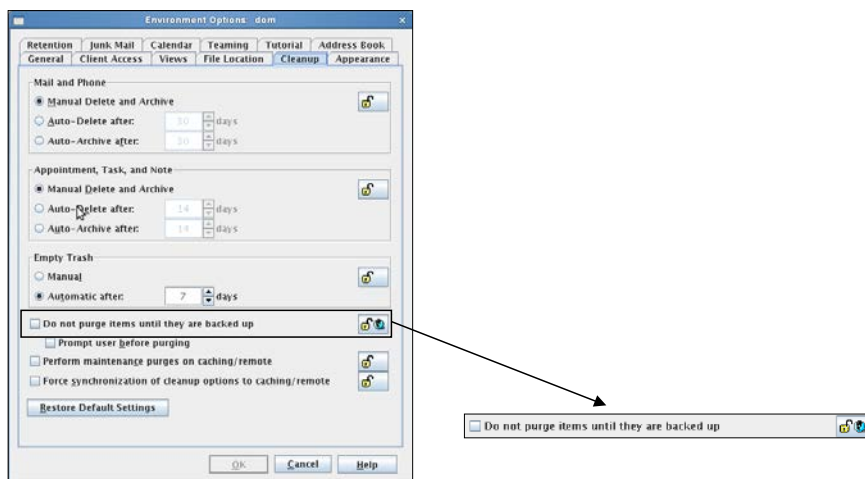 Environment Options: dom
Retention Junk Mail Calendar Teaming Tutorial Address Book
General Client Access Views File Location Cleanup Appearance
Mail and Phone
Manual Delete and Archive
Auto-Delete after: 30 days
Auto-Archive after: 30 days
Appointment, Task, and Note
Manual Delete and Archive
Auto-Delete after: 14 days
Auto-Archive after: 14 days
Empty Trash
Manual
Automatic after: 7 days
Do not purge items until they are backed up
Prompt user before purging
Perform maintenance purges on caching/remote
Force synchronization of cleanup options to caching/remote
Restore Default Settings
Do not purge items until they are backed up
OK Cancel Help